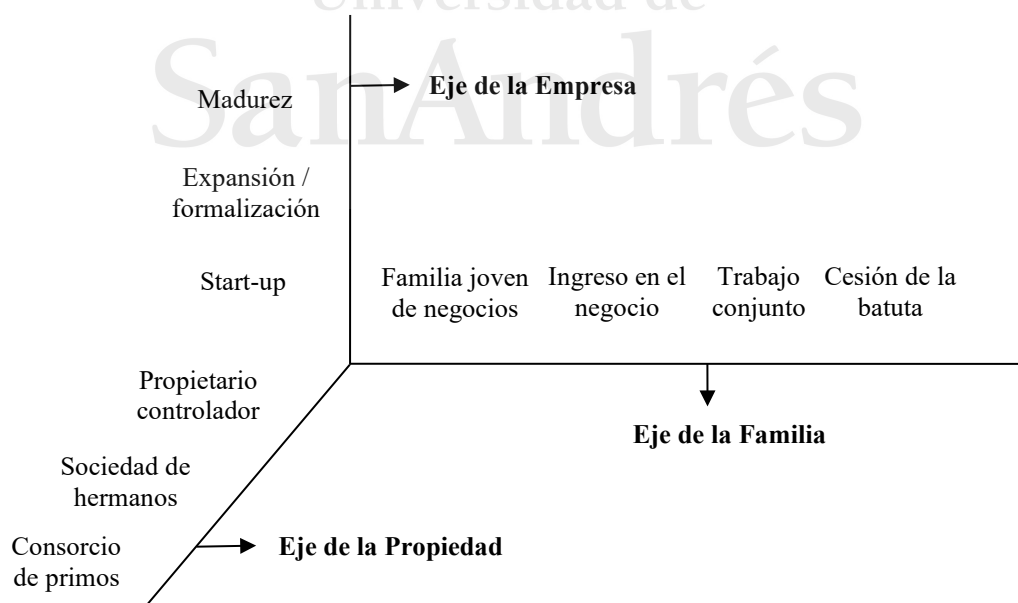 Universidad de
SanAndrés
Madurez
Eje de la Empresa
Expansión /
formalización
Start-up
Familia joven
de negocios
Ingreso en el
negocio
Trabajo
conjunto
Cesión de la
batuta
Propietario
controlador
Eje de la Familia
Sociedad de
hermanos
Consorcio
de primos
Eje de la Propiedad